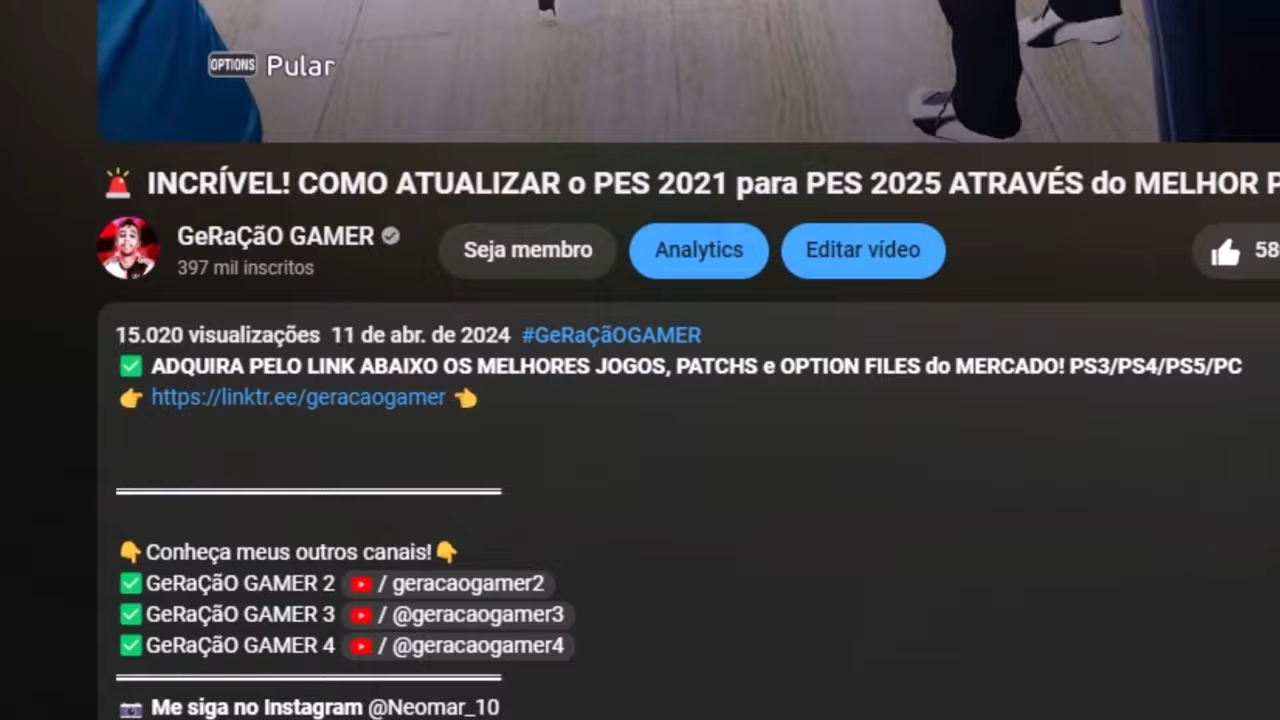 OPTIONS Pular
INCRÍVEL! COMO ATUALIZAR o PES 2021 para PES 2025 ATRAVÉS do MELHOR
GeRaÇãO GAMER
397 mil inscritos
Seja membro
Analytics
Editar vídeo
58
15.020 visualizações 11 de abr. de 2024 #GeRaÇãOGAMER
✅ ADQUIRA PELO LINK ABAIXO OS MELHORES JOGOS, PATCHS e OPTION FILES do MERCADO! PS3/PS4/PS5/PC
👉 https://linktr.ee/geracaogamer 👈
👇Conheça meus outros canais!👇
✅GeRaÇãO GAMER 2 / geracaogamer2
✅GeRaÇãO GAMER 3 / @geracaogamer3
✅GeRaÇãO GAMER 4 / @geracaogamer4
📷 Me siga no Instagram @Neomar_10